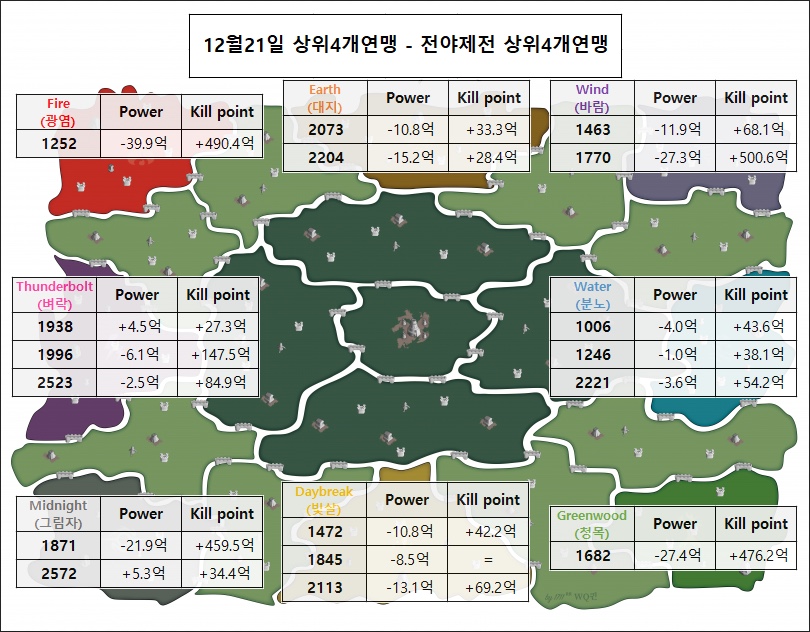 12월21일 상위4개연맹 - 전야제전 상위4개연맹
Fire
(광염) Power Kill point
1252 -39.9억 +490.4억
Earth
(대지) Power Kill point
2073 -10.8억 +33.3억
2204 -15.2억 +28.4억
Wind
(바람) Power Kill point
1463 -11.9억 +68.1억
1770 -27.3억 +500.6억
Thunderbolt
(벼락) Power Kill point
1938 +4.5억 +27.3억
1996 -6.1억 +147.5억
2523 -2.5억 +84.9억
Water
(분노) Power Kill point
1006 -4.0억 +43.6억
1246 -1.0억 +38.1억
2221 -3.6억 +54.2억
Midnight
(그림자) Power Kill point
1871 -21.9억 +459.5억
2572 +5.3억 +34.4억
Daybreak
(빛살) Power Kill point
1472 -10.8억 +42.2억
1845 -8.5억 =
2113 -13.1억 +69.2억
Greenwood
(청목) Power Kill point
1682 -27.4억 +476.2억